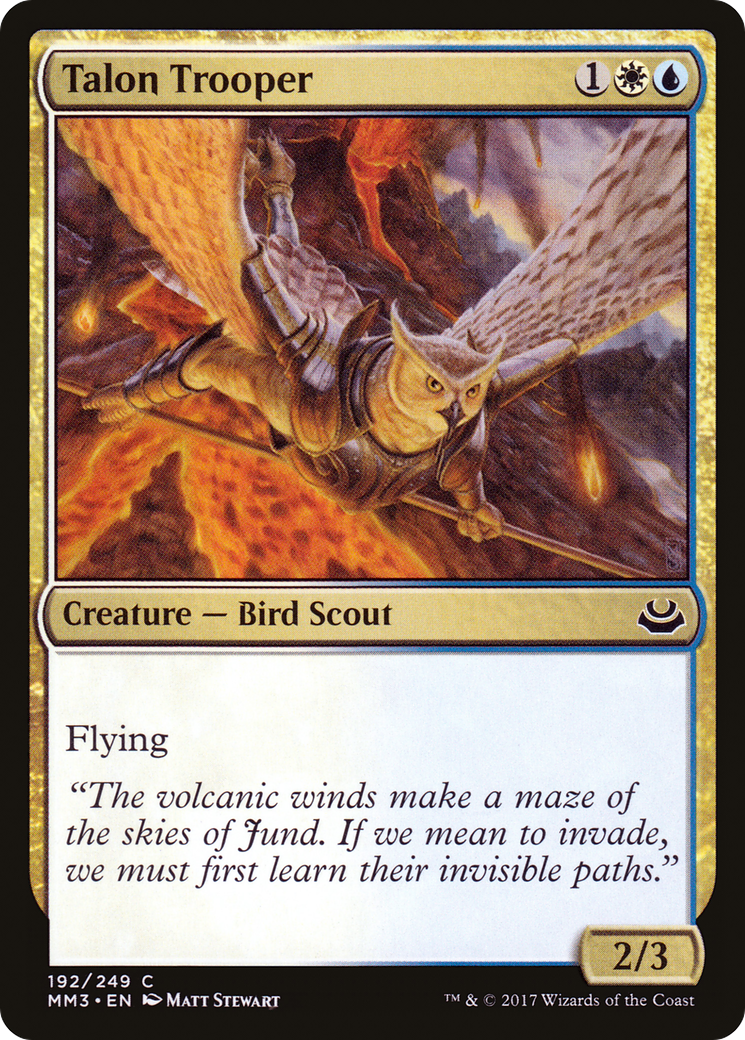 Talon Trooper 1
Creature — Bird Scout
Flying
“The volcanic winds make a maze of
the skies of Jund. If we mean to invade,
we must first learn their invisible paths.”
2/3
192/249 C
MM3 • EN Matt Stewart
™ & © 2017 Wizards of the Coast